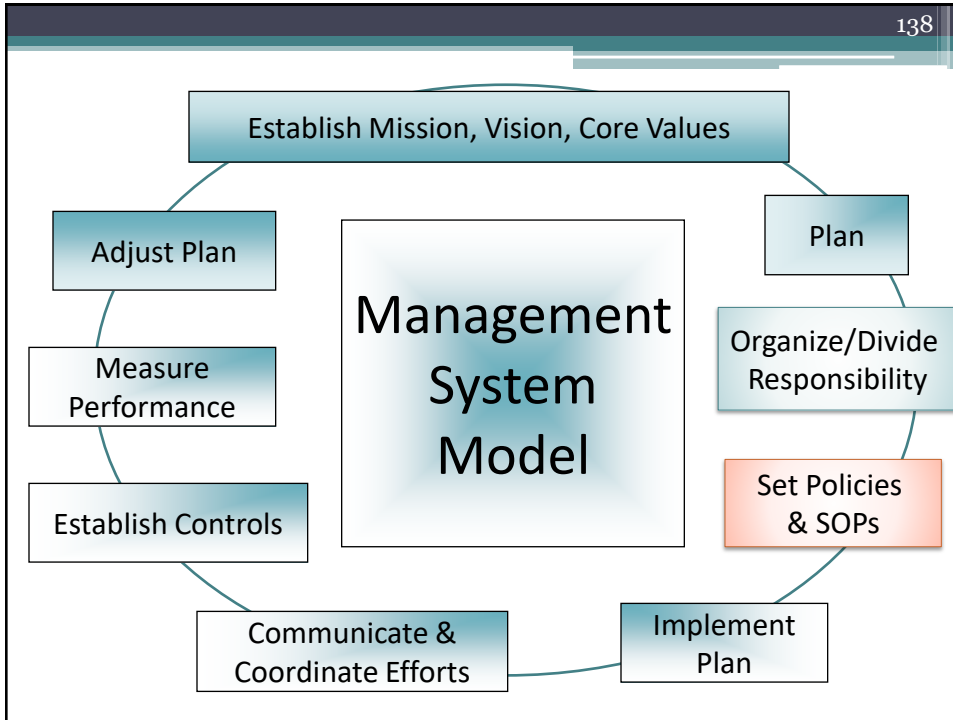 138
Establish Mission, Vision, Core Values
Plan
Organize/Divide
Responsibility
Set Policies
& SOPs
Implement
Plan
Communicate &
Coordinate Efforts
Establish Controls
Measure
Performance
Adjust Plan
Management
System
Model